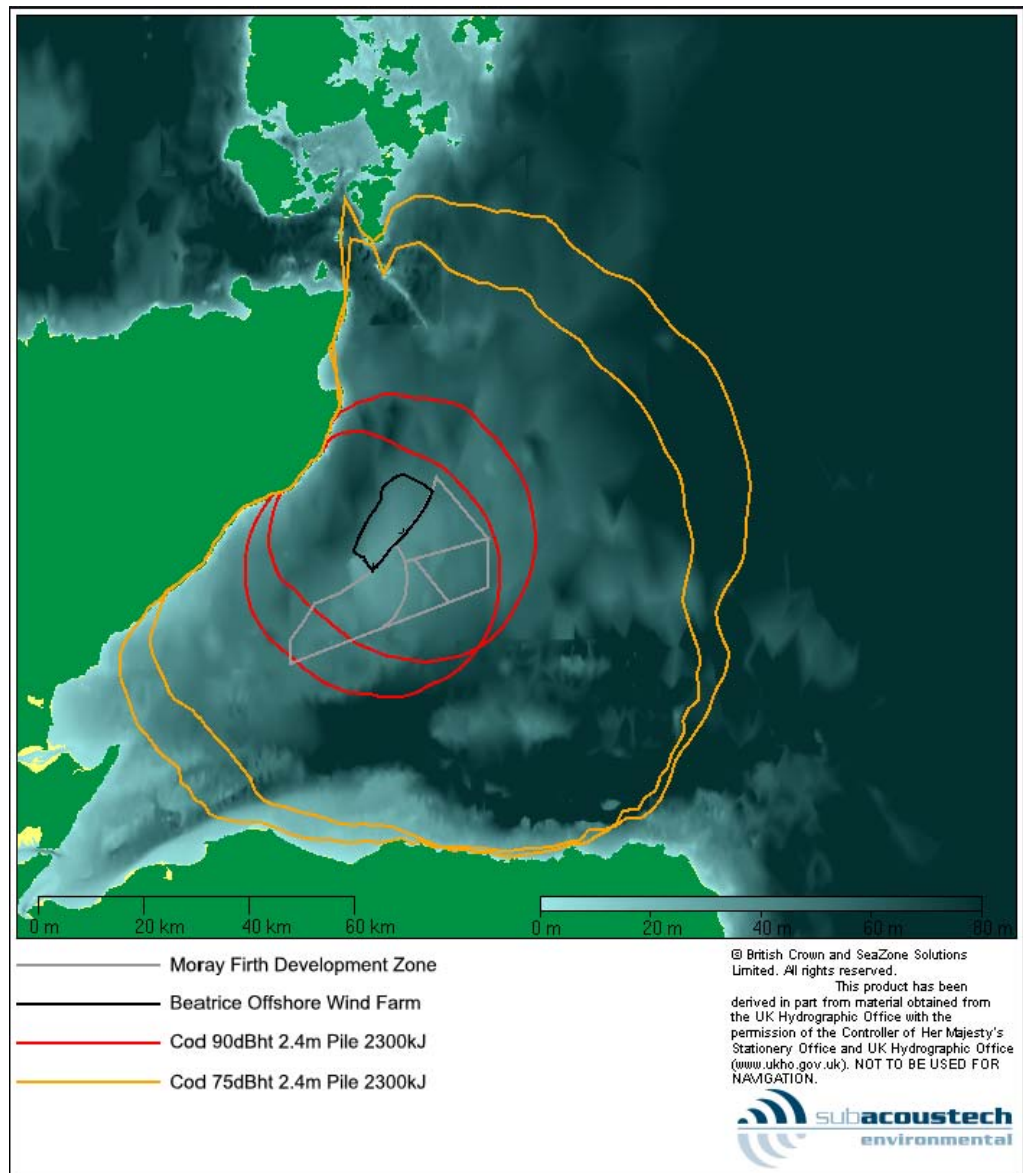 0 m 20 km 40 km 60 km
0 m 20 m 40 m 60 m 80 m
Moray Firth Development Zone
Beatrice Offshore Wind Farm
Cod 90dBht 2.4m Pile 2300kJ
Cod 75dBht 2.4m Pile 2300kJ
© British Crown and SeaZone Solutions
Limited. All rights reserved.
This product has been
derived in part from material obtained from
the UK Hydrographic Office with the
permission of the Controller of Her Majesty's
Stationery Office and UK Hydrographic Office
(www.ukho.gov.uk). NOT TO BE USED FOR
NAVIGATION.
subacoustech
environmental